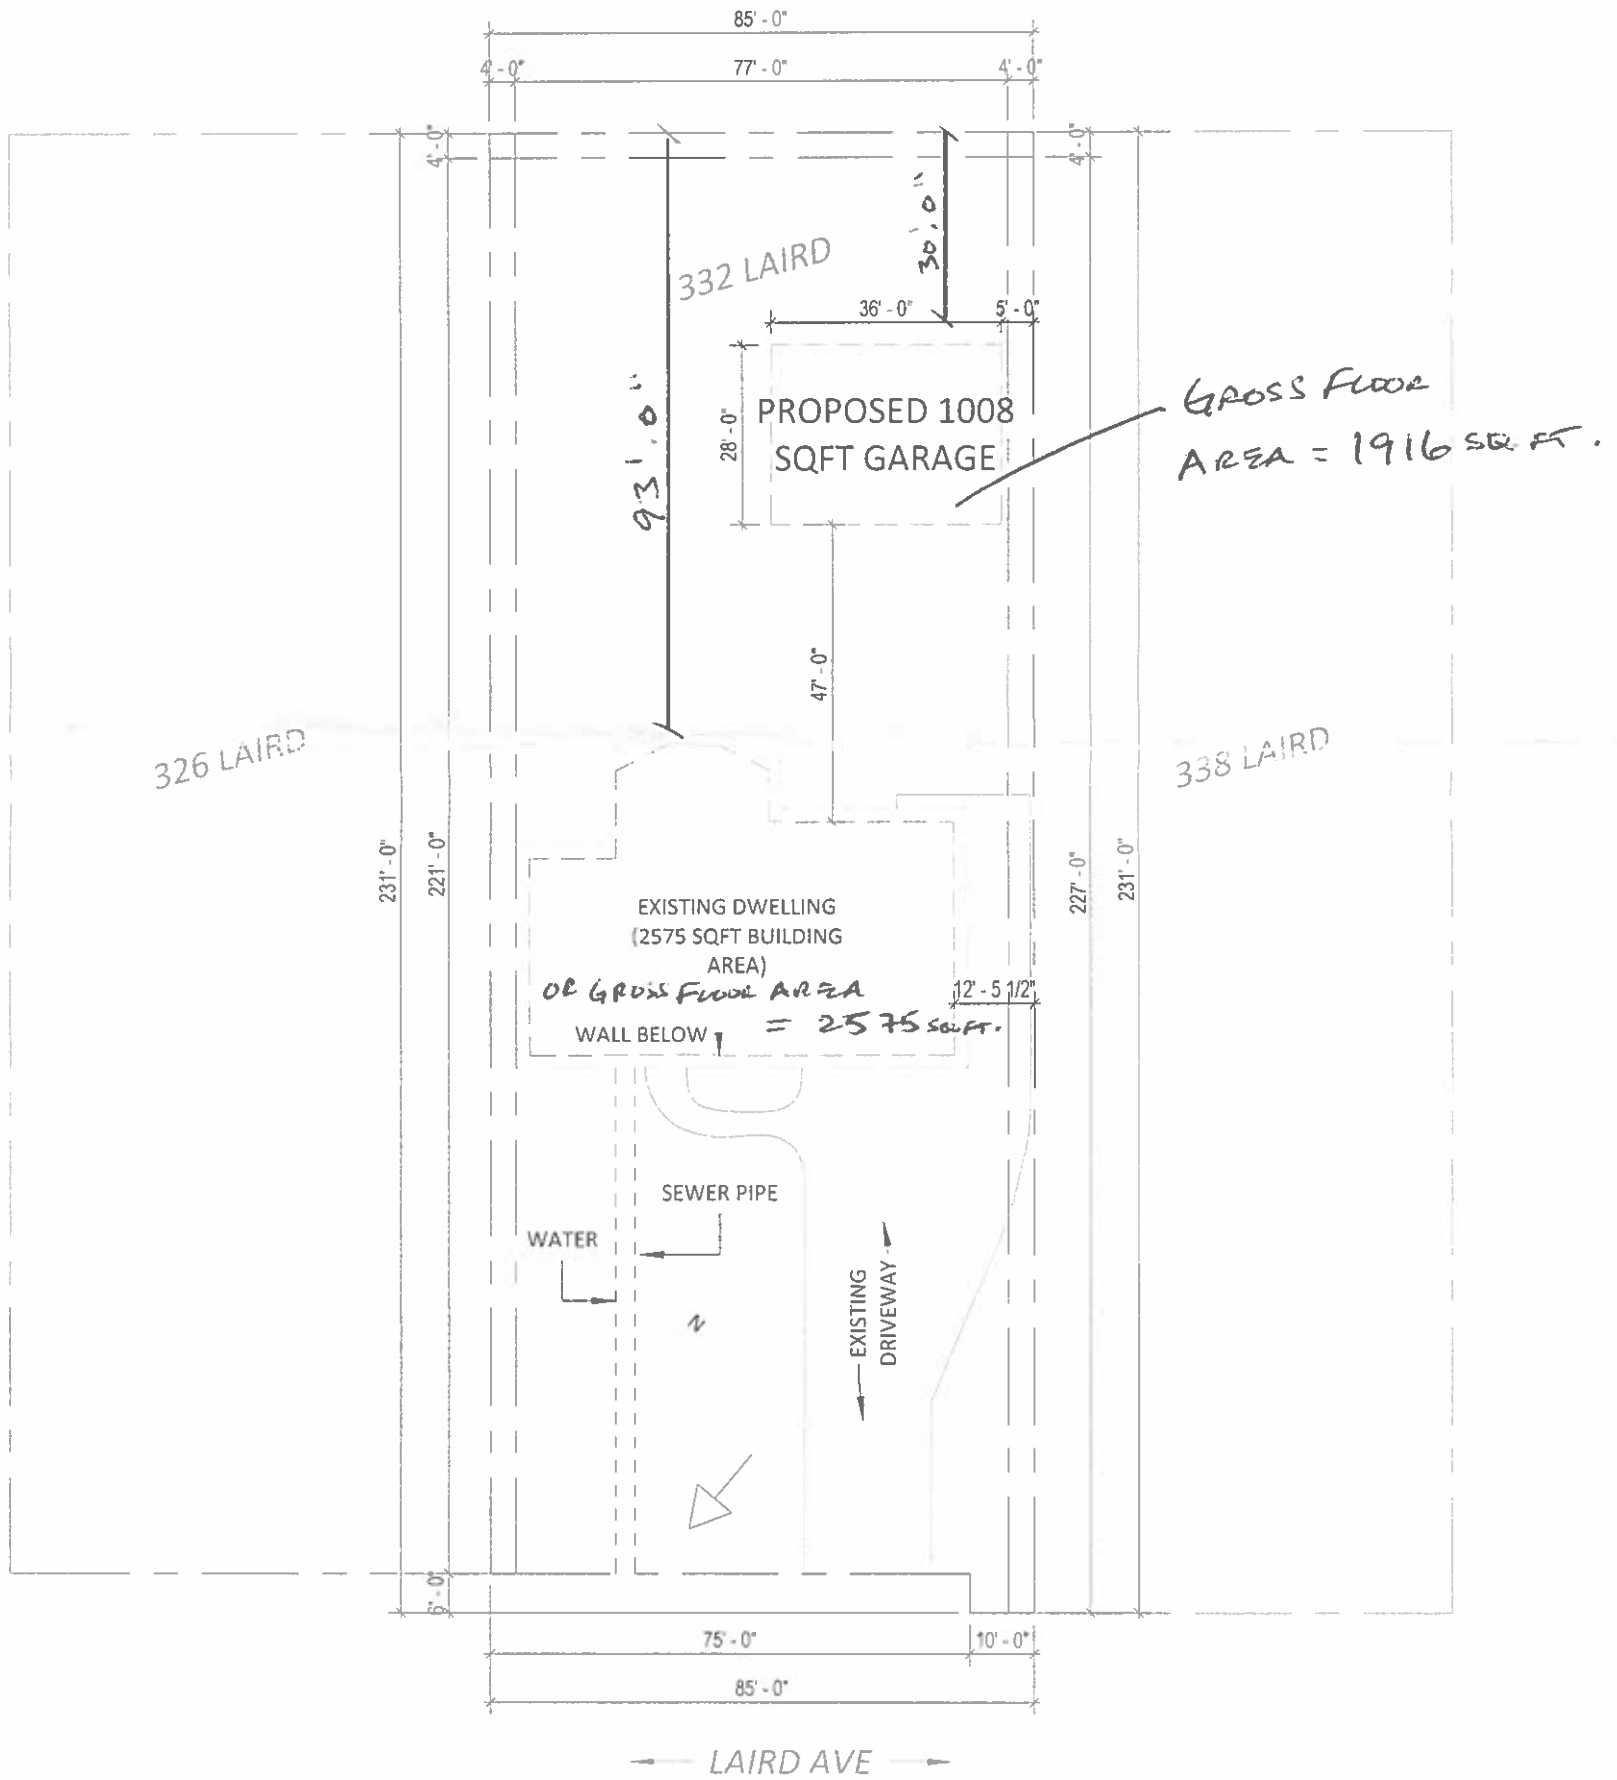 85' - 0"
4' - 0"
77' - 0"
4' - 0"
4' - 0"
4' - 0"
332 LAIRD
30'.0"
36' - 0"
5' - 0"
93'.0"
28' - 0"
PROPOSED 1008
SQFT GARAGE
GROSS FLOOR
AREA = 1916 SQ. FT.
47' - 0"
326 LAIRD
338 LAIRD
231' - 0"
221' - 0"
227' - 0"
231' - 0"
EXISTING DWELLING
(2575 SQFT BUILDING
AREA)
OR GROSS FLOOR AREA
= 2575 SQ.FT.
12' - 5 1/2"
WALL BELOW
SEWER PIPE
WATER
N
EXISTING
DRIVEWAY
6' - 0"
75' - 0"
10' - 0"
85' - 0"
LAIRD AVE